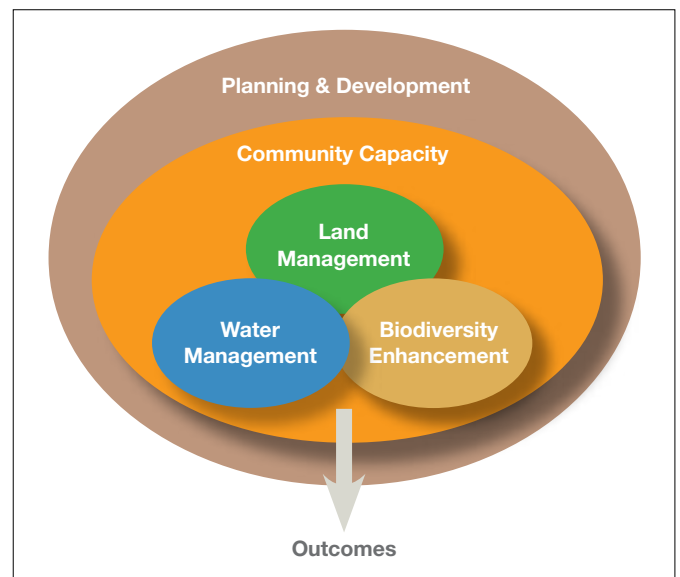 Planning & Development
Community Capacity
Land
Management
Water
Management
Biodiversity
Enhancement
Outcomes